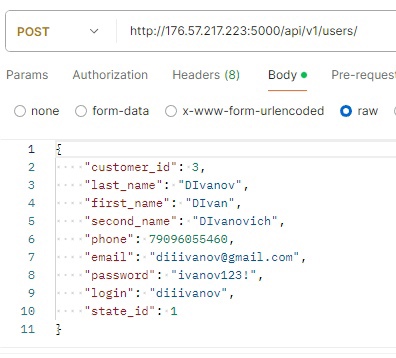 POST http://176.57.217.223:5000/api/v1/users/
Params Authorization Headers (8) Body Pre-reques
none form-data x-www-form-urlencoded raw
1 {
2 "customer_id": 3,
3 "last_name": "DIvanov",
4 "first_name": "DIvan",
5 "second_name": "DIvanovich",
6 "phone": 79096055460,
7 "email": "diiivanov@gmail.com",
8 "password": "ivanov123!",
9 "login": "diiivanov",
10 "state_id": 1
11 }